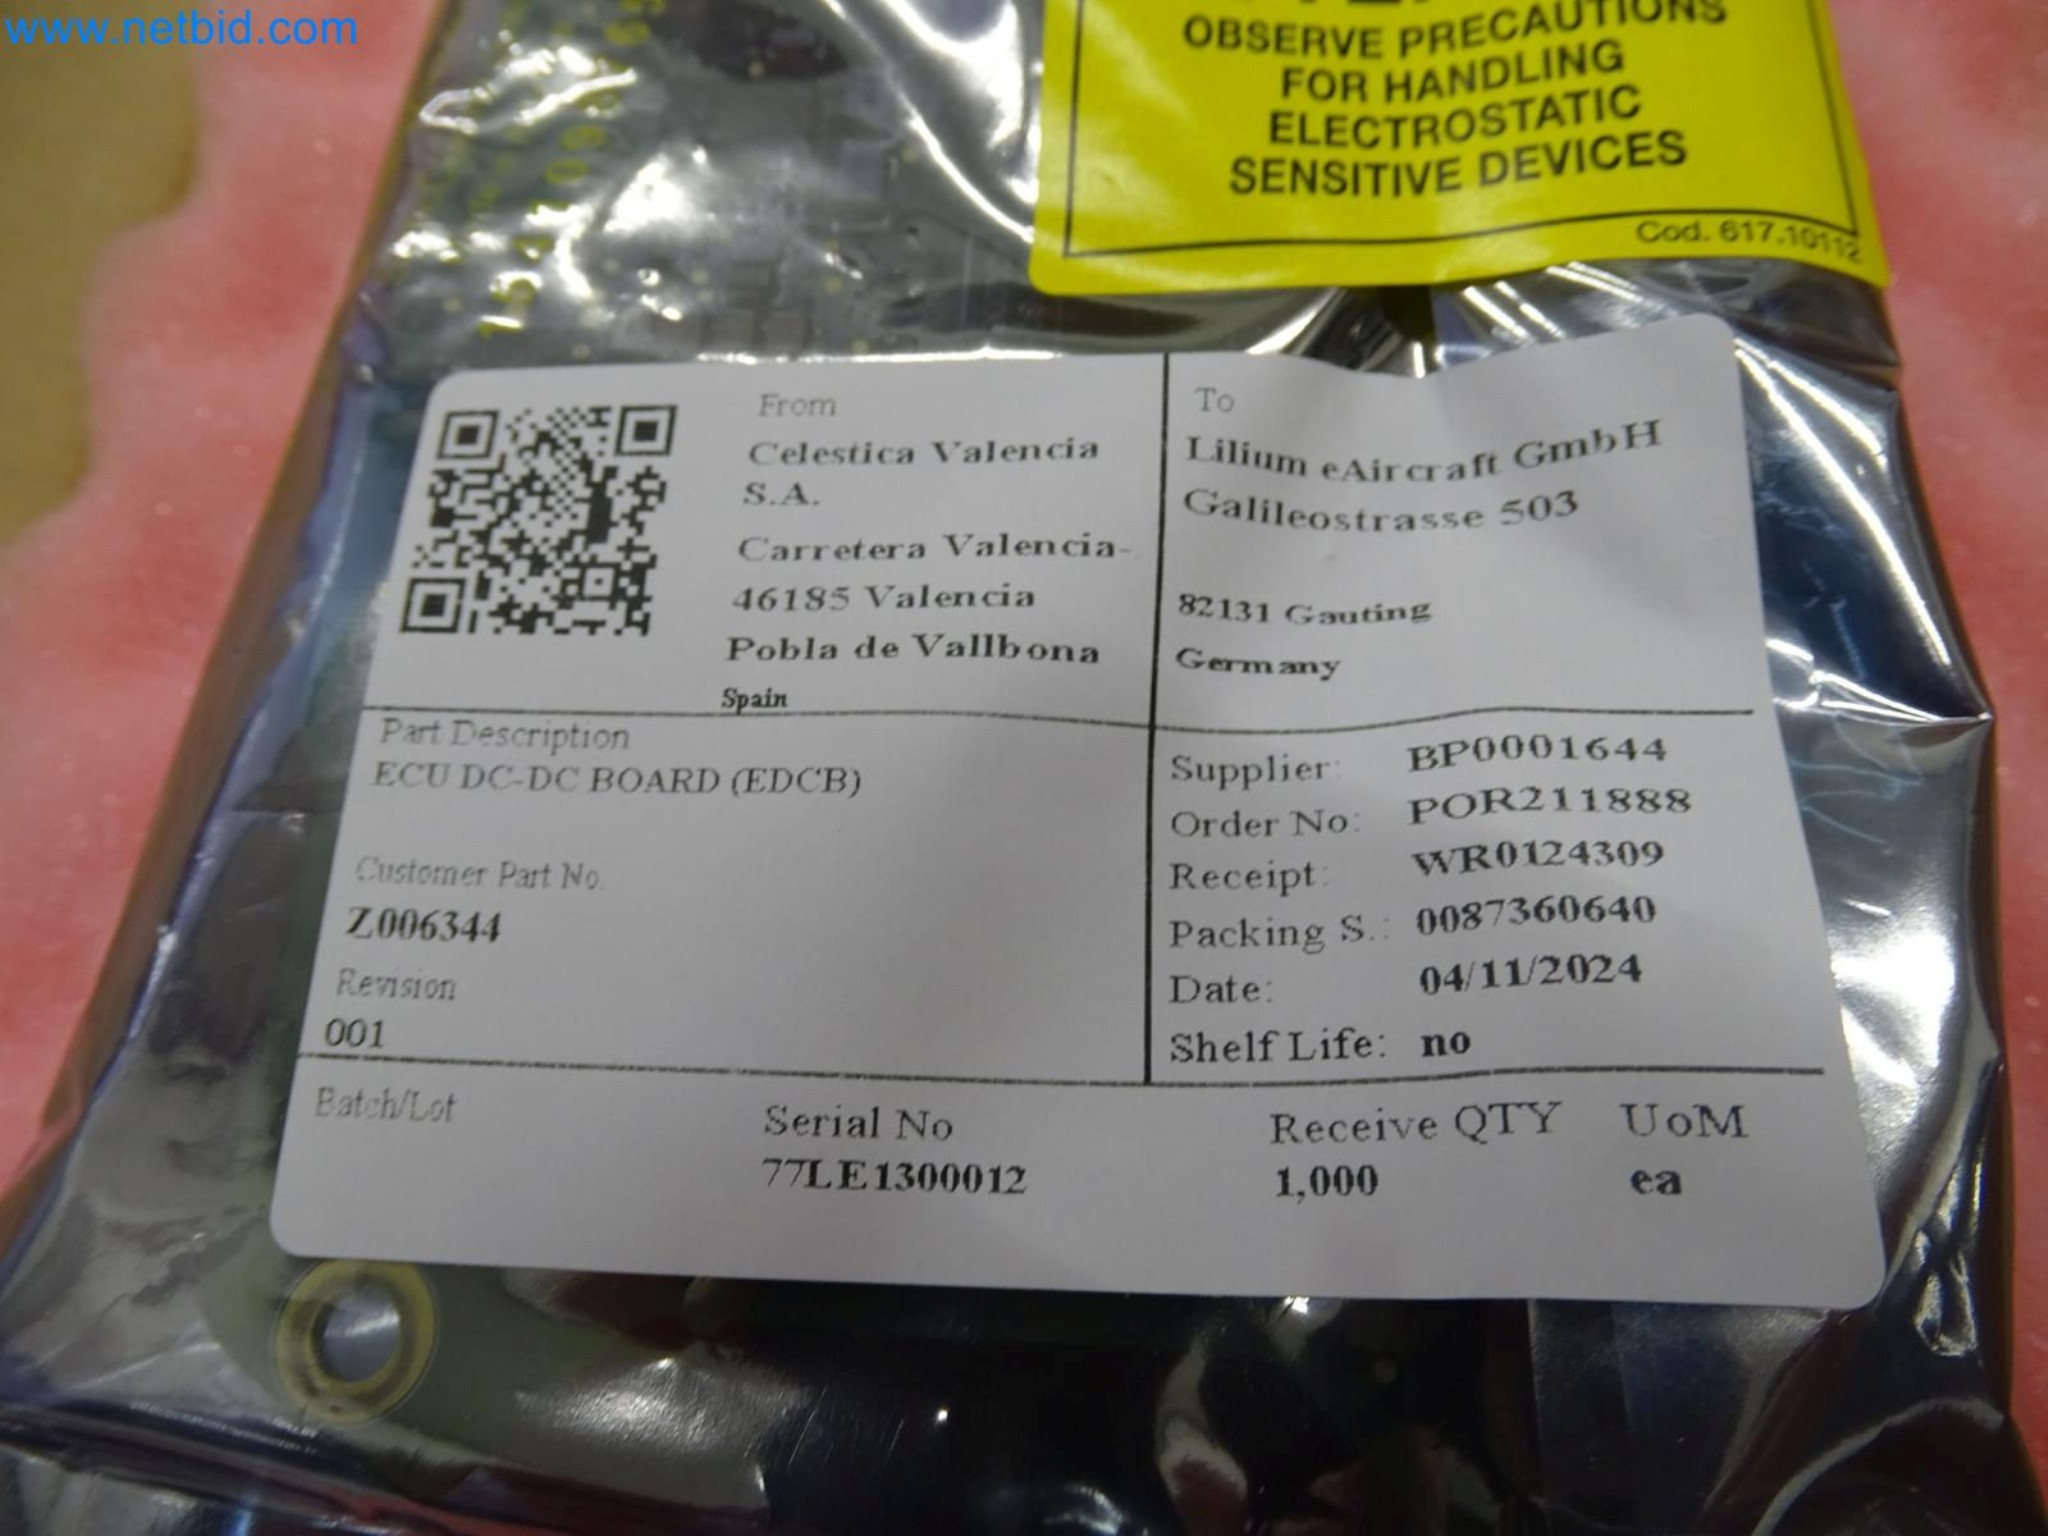 www.netbid.com
OBSERVE PRECAUTIONS
FOR HANDLING
ELECTROSTATIC
SENSITIVE DEVICES
Cod. 617.10112
From
Celestica Valencia
S.A.
Carretera Valencia-
46185 Valencia
Pobla de Vallbona
Spain
To
Lilium eAircraft GmbH
Galileostrasse 503
82131 Gauting
Germany
Part Description
ECU DC-DC BOARD (EDCB)
Customer Part No.
Z006344
Revision
001
Supplier: BP0001644
Order No: POR211888
Receipt: WR0124309
Packing S.: 0087360640
Date: 04/11/2024
Shelf Life: no
Batch/Lot
Serial No
77LE1300012
Receive QTY
1,000
UoM
ea